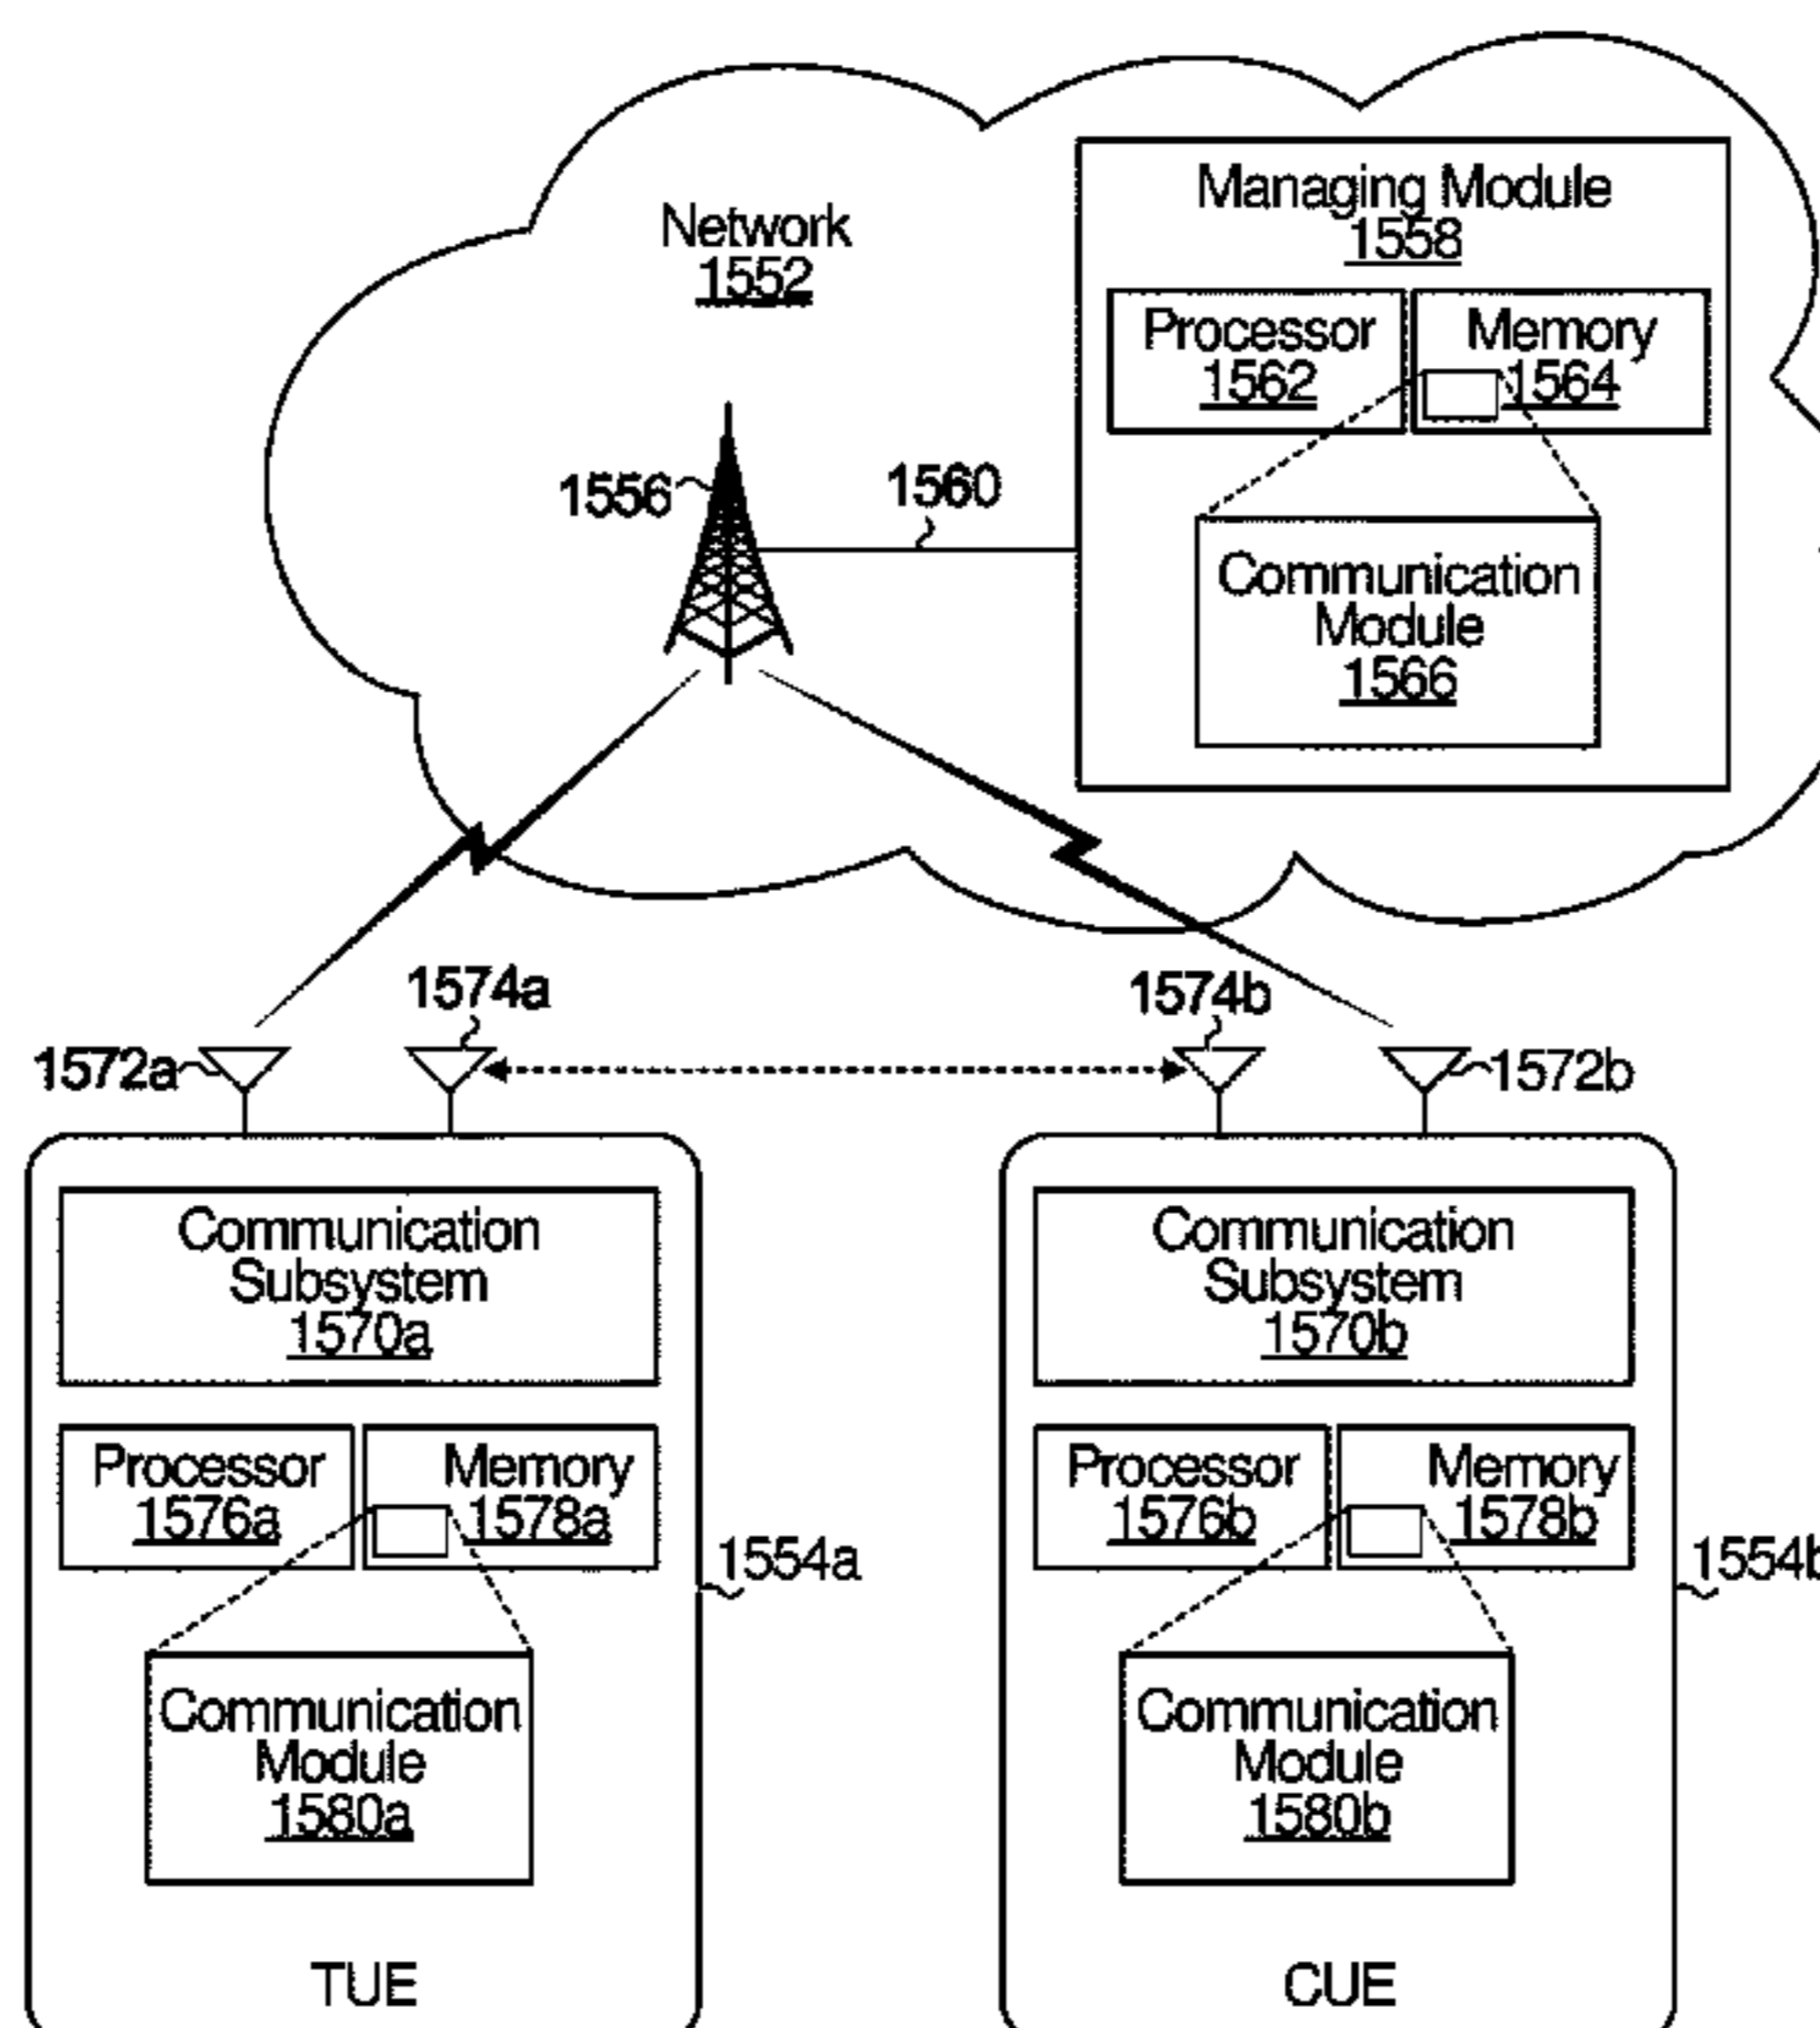 Network
1552
Managing Module
1558
Processor
1562
Memory
1564
1556
1560
Communication
Module
1566
1574a
1574b
1572a
1572b
Communication
Subsystem
1570a
Communication
Subsystem
1570b
Processor
1576a
Memory
1578a
Processor
1576b
Memory
1578b
1554a
1554b
Communication
Module
1580a
Communication
Module
1580b
TUE
CUE